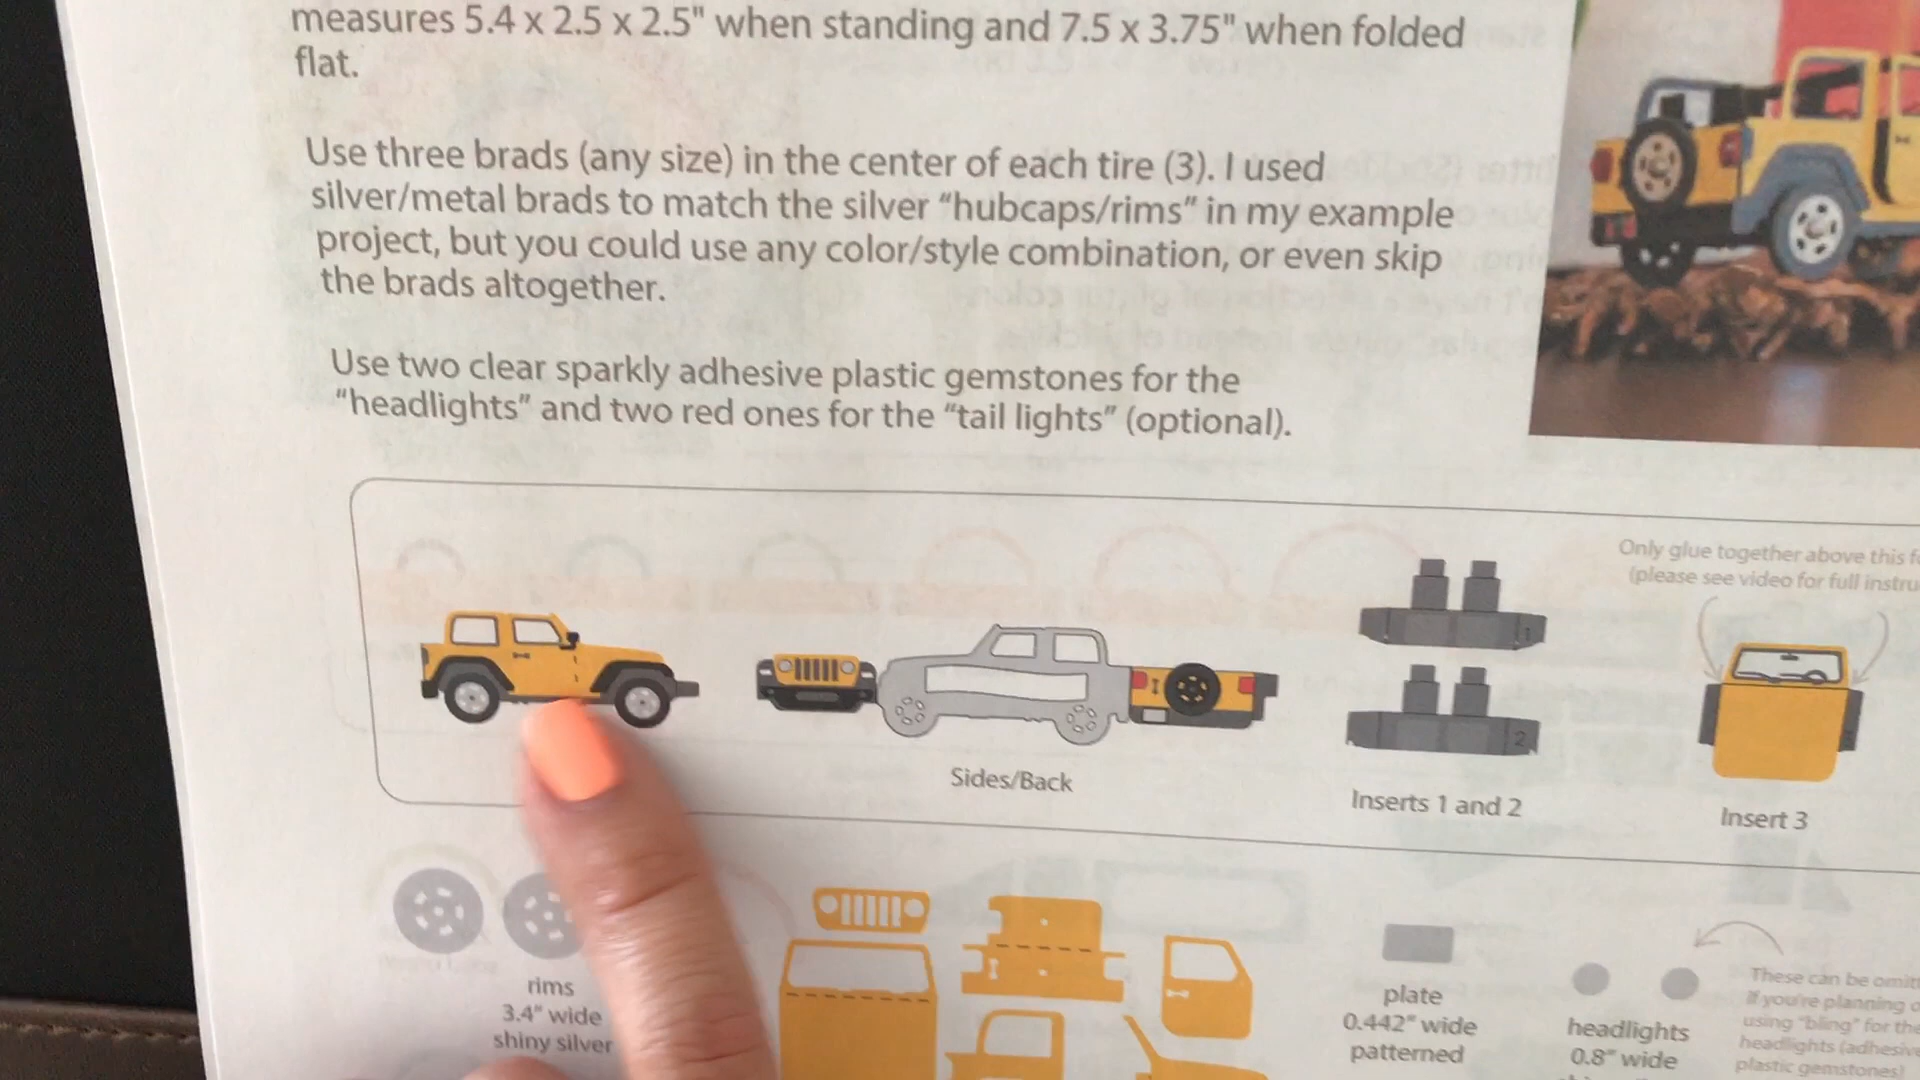 measures 5.4 x 2.5 x 2.5" when standing and 7.5 x 3.75" when folded
flat.
Use three brads (any size) in the center of each tire (3). I used
silver/metal brads to match the silver “hubcaps/rims” in my example
project, but you could use any color/style combination, or even skip
the brads altogether.
Use two clear sparkly adhesive plastic gemstones for the
“headlights” and two red ones for the “tail lights” (optional).
Only glue together above this
(please see video for full
1
2
Sides/Back
Inserts 1 and 2
Insert 3
rims
3.4" wide
shiny silver
plate
0.442" wide
patterned
headlights
0.8" wide
These can be
If you're planning
using “bling” for the
headlights (adhesive
plastic gemstones)